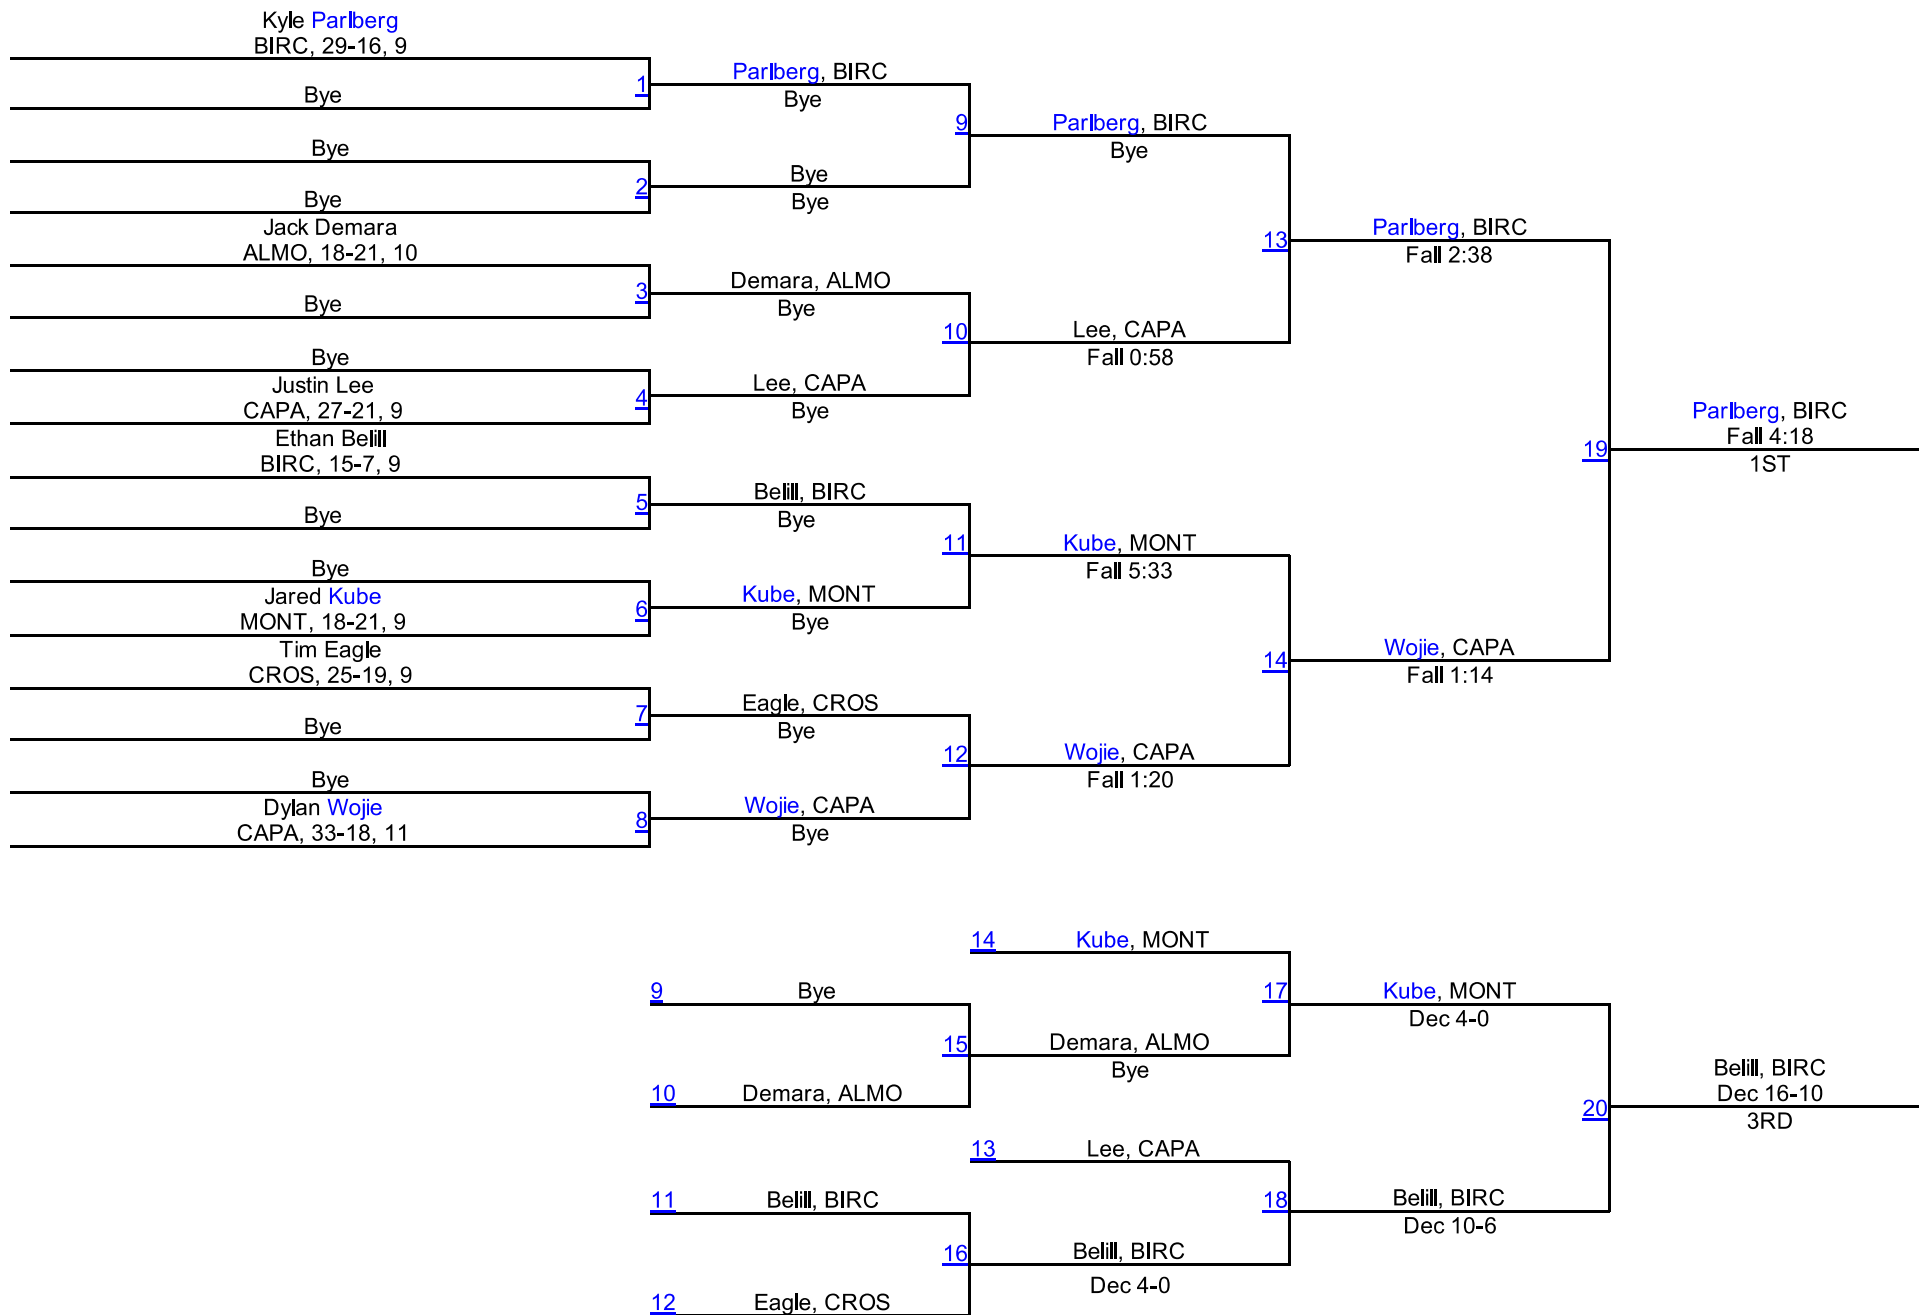 Kyle Parlberg
BIRC, 29-16, 9
Bye
1
Bye
Bye
2
Jack Demara
ALMO, 18-21, 10
Bye
3
Bye
Justin Lee
CAPA, 27-21, 9
4
Ethan Belill
BIRC, 15-7, 9
Bye
5
Bye
Jared Kube
MONT, 18-21, 9
6
Tim Eagle
CROS, 25-19, 9
Bye
7
Bye
Dylan Wojie
CAPA, 33-18, 11
8
Parlberg, BIRC
Bye
9
Bye
Bye
Demara, ALMO
Bye
10
Lee, CAPA
Bye
Belill, BIRC
Bye
11
Kube, MONT
Bye
Eagle, CROS
Bye
12
Wojie, CAPA
Bye
Parlberg, BIRC
Bye
13
Lee, CAPA
Fall 0:58
Kube, MONT
Fall 5:33
14
Wojie, CAPA
Fall 1:20
Parlberg, BIRC
Fall 2:38
19
Wojie, CAPA
Fall 1:14
Parlberg, BIRC
Fall 4:18
1ST
14 Kube, MONT
9 Bye
15
10 Demara, ALMO
Demara, ALMO
Bye
17
Kube, MONT
Dec 4-0
13 Lee, CAPA
11 Belill, BIRC
16
12 Eagle, CROS
Belill, BIRC
Dec 4-0
18
Belill, BIRC
Dec 10-6
20
Belill, BIRC
Dec 16-10
3RD